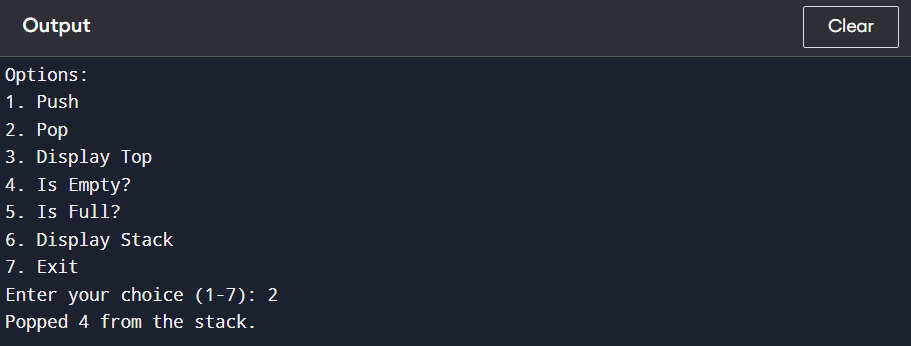 Output
Clear
Options:
1. Push
2. Pop
3. Display Top
4. Is Empty?
5. Is Full?
6. Display Stack
7. Exit
Enter your choice (1-7): 2
Popped 4 from the stack.